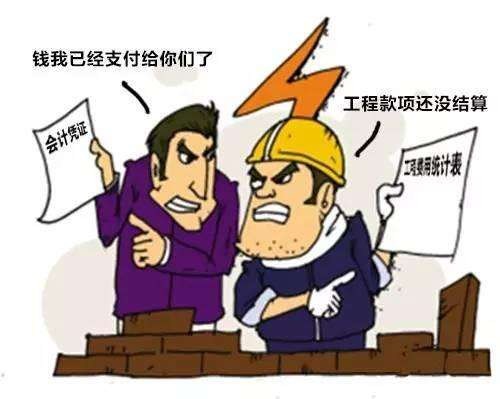 钱我已经支付给你们了
工程款项还没结算
会计凭证
工程费用统计表